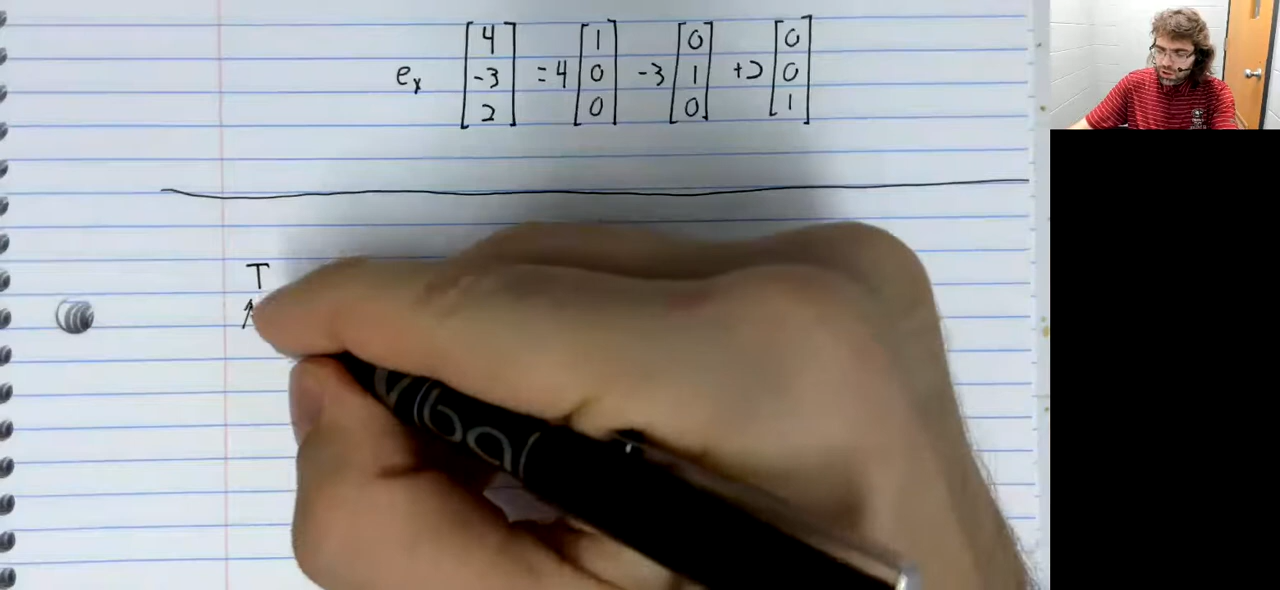 ex [4 -3 2] = 4 [1 0 0] -3 [0 1 0] +2 [0 0 1]
T